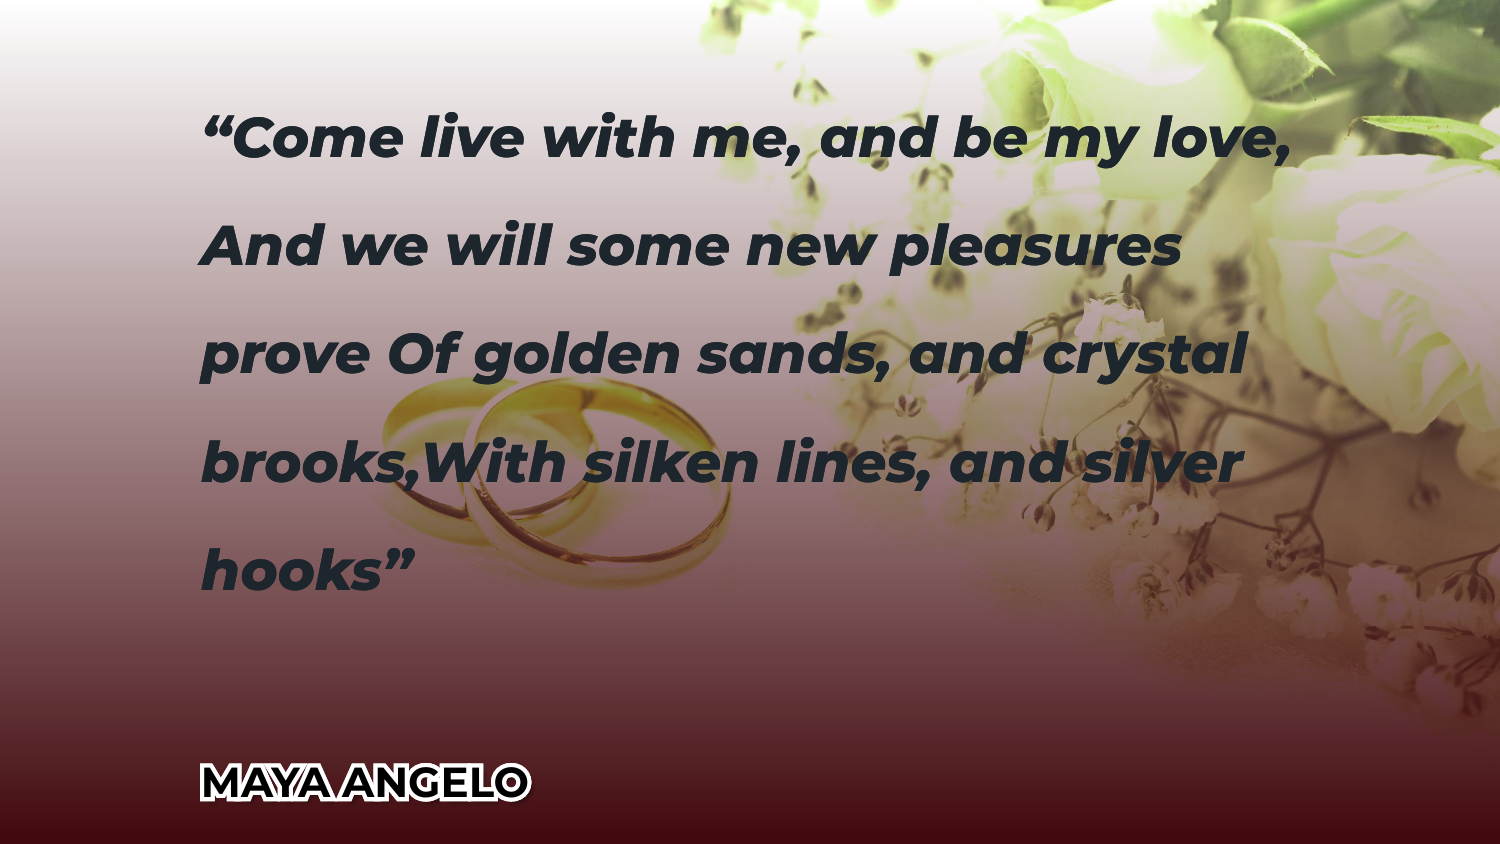 “Come live with me, and be my love,
And we will some new pleasures
prove Of golden sands, and crystal
brooks,With silken lines, and silver
hooks”
MAYA ANGELO